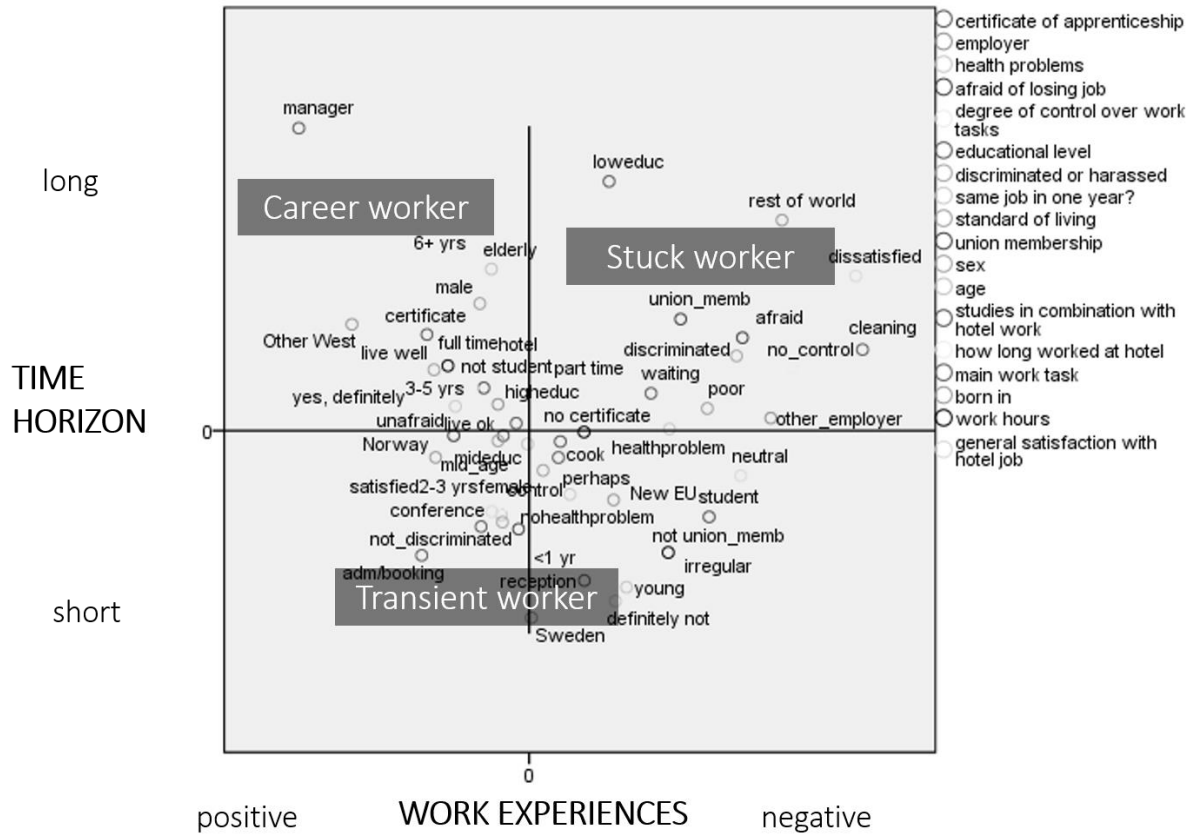 certificate of apprenticeship
employer
health problems
afraid of losing job
degree of control over work
tasks
educational level
discriminated or harassed
same job in one year?
standard of living
union membership
sex
age
studies in combination with
hotel work
how long worked at hotel
main work task
born in
work hours
general satisfaction with
hotel job
manager
long
loweduc
Career worker
rest of world
6+ yrs
elderly
Stuck worker
dissatisfied
male
union_memb
certificate
afraid
cleaning
Other West
full time
hotel
discriminated
no_control
live well
not student
part time
TIME
HORIZON
3-5 yrs
higheduc
waiting
poor
yes, definitely
unafraid
live ok
no certificate
other_employer
0
Norway
mideduc
cook
healthproblem
neutral
mid_age
perhaps
satisfied
2-3 yrs
female
control
New EU
student
conference
nohealthproblem
not_discriminated
not union_memb
<1 yr
irregular
adm/booking
reception
young
short
Transient worker
definitely not
Sweden
0
positive
WORK EXPERIENCES
negative